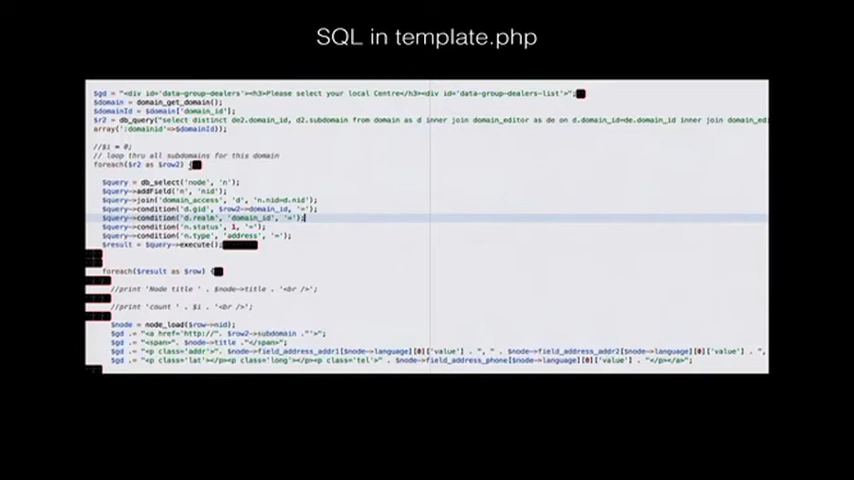 SQL in template.php
$gd = "<div id='data-group-dealers'><h3>Please select your local Centre</h3><div id='data-group-dealers-list'>";
$domain = domain_get_domain();
$domainId = $domain['domain_id'];
$r2 = db_query("select distinct de2.domain_id, d2.subdomain from domain as d inner join domain_editor as de on d.domain_id=de.domain_id inner join domain_edi
array(':domainid'=>$domainId));
//$i = 0;
// loop thru all subdomains for this domain
foreach($r2 as $row2) {
$query = db_select('node', 'n');
$query->addField('n', 'nid');
$query->join('domain_access', 'd', 'n.nid=d.nid');
$query->condition('d.gid', $row2->domain_id, '=');
$query->condition('d.realm', 'domain_id', '=');
$query->condition('n.status', 1, '=');
$query->condition('n.type', 'address', '=');
$result = $query->execute();
foreach($result as $row) {
//print 'Node title ' . $node->title . '<br />';
//print 'count ' . $i . '<br />';
$node = node_load($row->nid);
$gd .= "<a href='http://". $row2->subdomain ."'>";
$gd .= "<span>". $node->title ."</span>";
$gd .= "<p class='addr'>". $node->field_address_addr1[$node->language][0]['value'] . ", " . $node->field_address_addr2[$node->language][0]['value'] . ",
$gd .= "<p class='lat'></p><p class='long'></p><p class='tel'>" . $node->field_address_phone[$node->language][0]['value'] . "</p></a>";